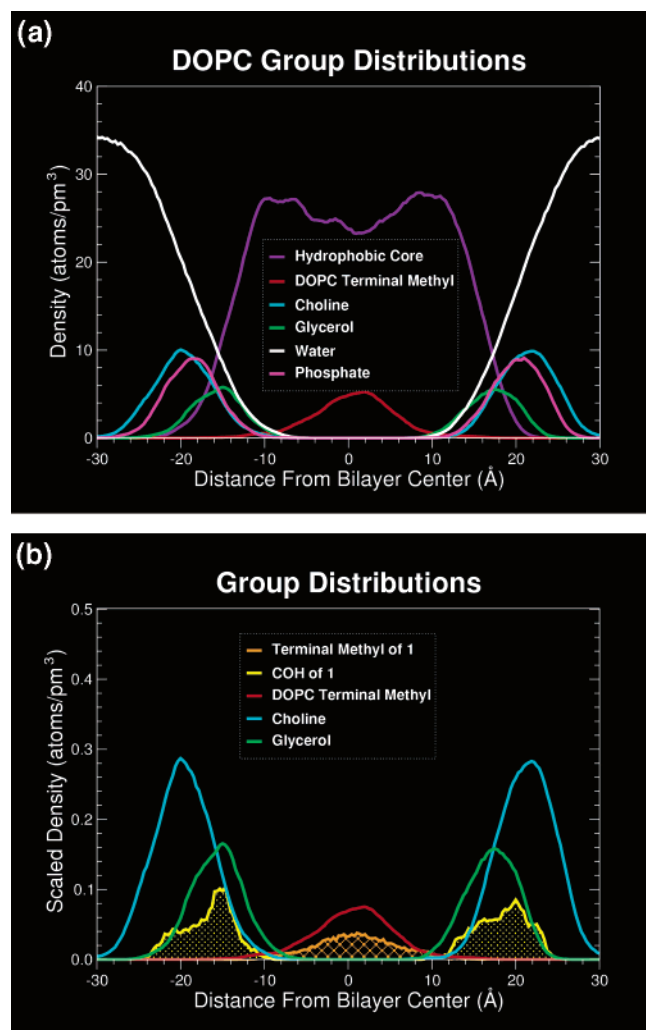 (a)
DOPC Group Distributions
Density (atoms/pm³)
40
30
20
10
0
Hydrophobic Core
DOPC Terminal Methyl
Choline
Glycerol
Water
Phosphate
-30 -20 -10 0 10 20 30
Distance From Bilayer Center (Å)
(b)
Group Distributions
Scaled Density (atoms/pm³)
0.5
0.4
0.3
0.2
0.1
0.0
Terminal Methyl of 1
COH of 1
DOPC Terminal Methyl
Choline
Glycerol
-30 -20 -10 0 10 20 30
Distance From Bilayer Center (Å)